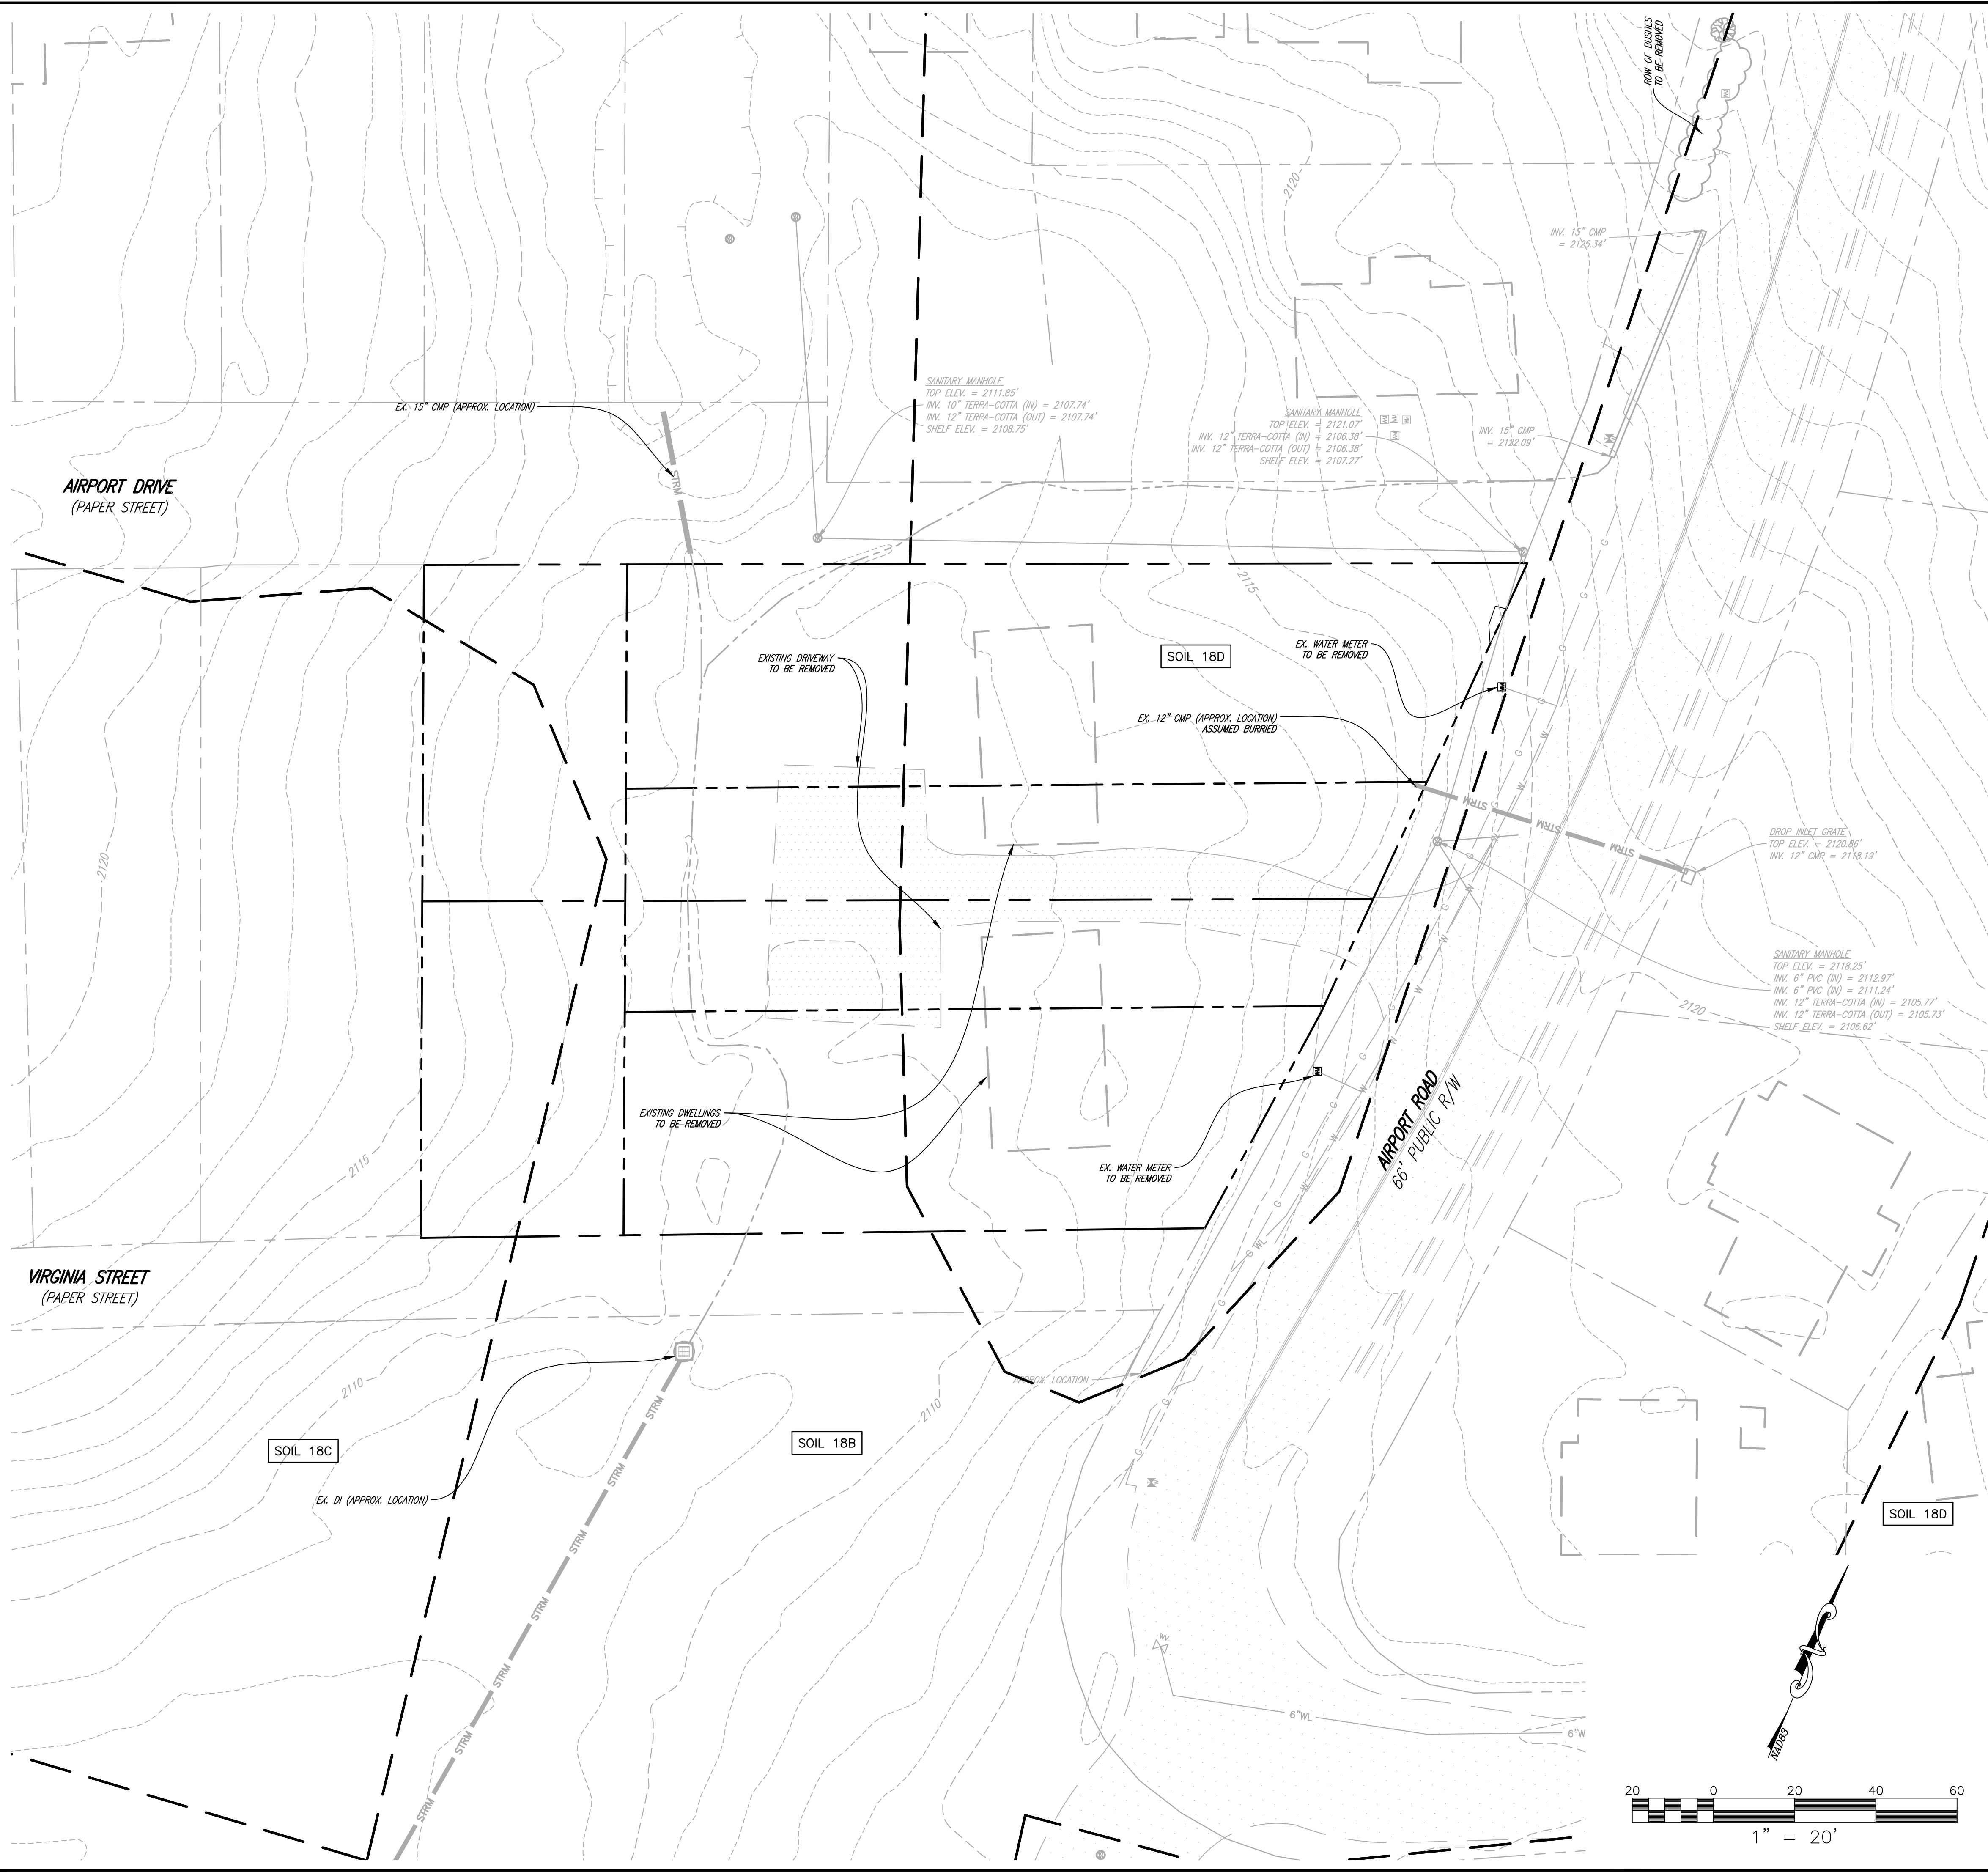 ROW OF BUSHES
TO BE REMOVED
2120
INV. 15" CMP
= 2125.34'
SANITARY MANHOLE
TOP ELEV. = 2111.85'
INV. 10" TERRA-COTTA (IN) = 2107.74'
INV. 12" TERRA-COTTA (OUT) = 2107.74'
SHELF ELEV. = 2108.75'
EX. 15" CMP (APPROX. LOCATION)
STRM
SANITARY MANHOLE
TOP ELEV. = 2121.07'
INV. 12" TERRA-COTTA (IN) = 2106.38'
INV. 12" TERRA-COTTA (OUT) = 2106.38'
SHELF ELEV. = 2107.27'
INV. 15" CMP
= 2122.09'
AIRPORT DRIVE
(PAPER STREET)
G
G
2115
EXISTING DRIVEWAY
TO BE REMOVED
SOIL 18D
EX. WATER METER
TO BE REMOVED
G
G
W
EX. 12" CMP (APPROX. LOCATION)
ASSUMED BURRIED
STRM
STRM
STRM
G
W
G
W
DROP INLET GRATE
TOP ELEV. = 2120.86'
INV. 12" CMP = 2118.19'
2120
SANITARY MANHOLE
TOP ELEV. = 2118.25'
INV. 6" PVC (IN) = 2112.97'
INV. 6" PVC (IN) = 2111.24'
INV. 12" TERRA-COTTA (IN) = 2105.77'
INV. 12" TERRA-COTTA (OUT) = 2105.73'
SHELF ELEV. = 2106.62'
2120
G
W
G
W
EXISTING DWELLINGS
TO BE REMOVED
AIRPORT ROAD
66' PUBLIC R/W
2115
EX. WATER METER
TO BE REMOVED
G
W
G
WL
VIRGINIA STREET
(PAPER STREET)
2110
APPROX. LOCATION
2110
STRM
G
SOIL 18C
SOIL 18B
EX. DI (APPROX. LOCATION)
STRM
SOIL 18D
STRM
STRM
STRM
STRM
STRM
WV
6"WL
6"W
NAD83
20 0 20 40 60
1" = 20'